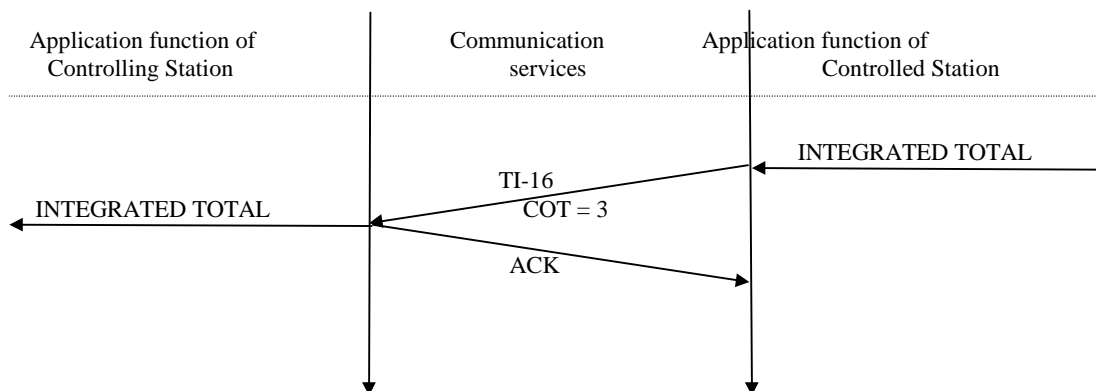 Application function of
Controlling Station
Communication
services
Application function of
Controlled Station
INTEGRATED TOTAL
TI-16
COT = 3
INTEGRATED TOTAL
ACK